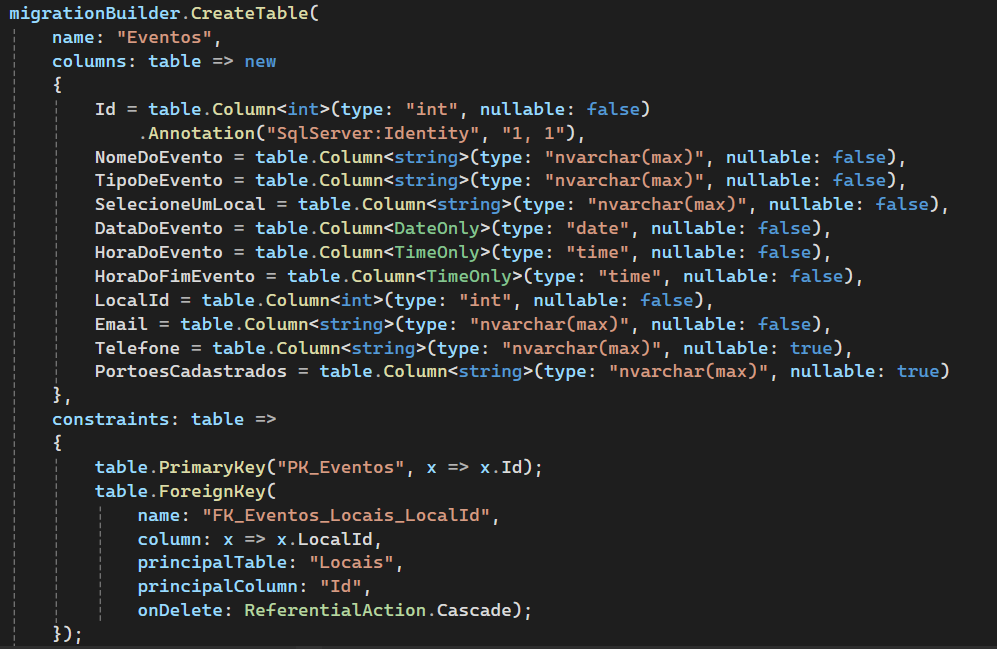 migrationBuilder.CreateTable(
    name: "Eventos",
    columns: table => new
    {
        Id = table.Column<int>(type: "int", nullable: false)
            .Annotation("SqlServer:Identity", "1, 1"),
        NomeDoEvento = table.Column<string>(type: "nvarchar(max)", nullable: false),
        TipoDeEvento = table.Column<string>(type: "nvarchar(max)", nullable: false),
        SelecioneUmLocal = table.Column<string>(type: "nvarchar(max)", nullable: false),
        DataDoEvento = table.Column<DateOnly>(type: "date", nullable: false),
        HoraDoEvento = table.Column<TimeOnly>(type: "time", nullable: false),
        HoraDoFimEvento = table.Column<TimeOnly>(type: "time", nullable: false),
        LocalId = table.Column<int>(type: "int", nullable: false),
        Email = table.Column<string>(type: "nvarchar(max)", nullable: false),
        Telefone = table.Column<string>(type: "nvarchar(max)", nullable: true),
        PortoesCadastrados = table.Column<string>(type: "nvarchar(max)", nullable: true)
    },
    constraints: table =>
    {
        table.PrimaryKey("PK_Eventos", x => x.Id);
        table.ForeignKey(
            name: "FK_Eventos_Locais_LocalId",
            column: x => x.LocalId,
            principalTable: "Locais",
            principalColumn: "Id",
            onDelete: ReferentialAction.Cascade);
    });